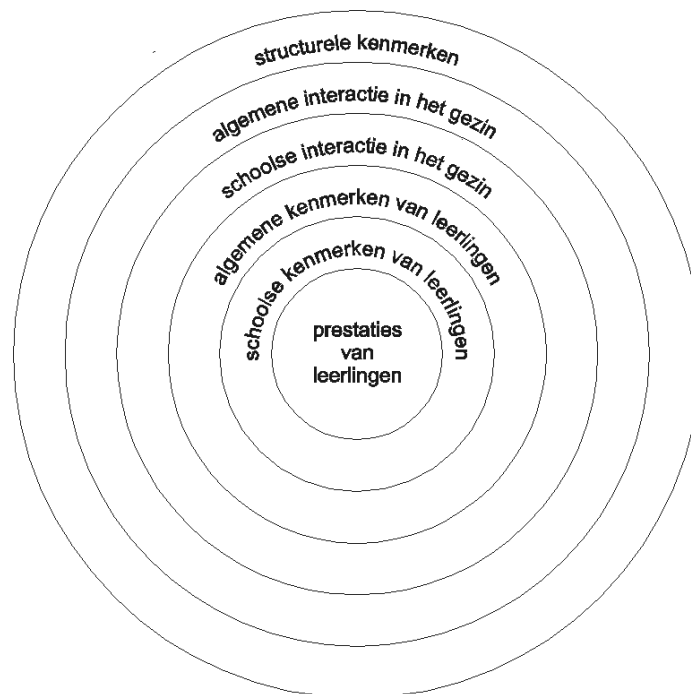 structurele kenmerken
algemene interactie in het gezin
schoolse interactie in het gezin
algemene kenmerken van leerlingen
schoolse kenmerken van leerlingen
prestaties
van
leerlingen